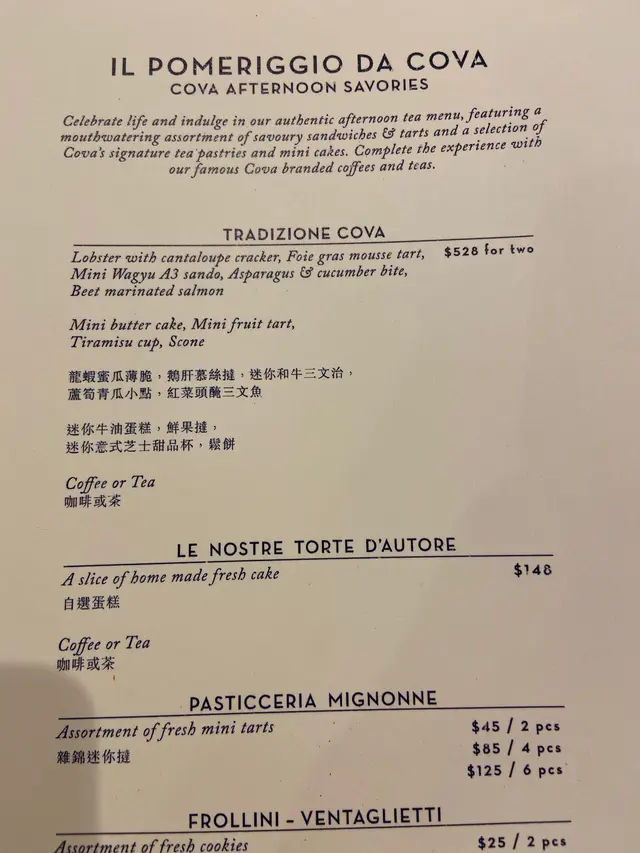 IL POMERIGGIO DA COVA
COVA AFTERNOON SAVORIES
Celebrate life and indulge in our authentic afternoon tea menu, featuring a
mouthwatering assortment of savoury sandwiches & tarts and a selection of
Cova's signature tea pastries and mini cakes. Complete the experience with
our famous Cova branded coffees and teas.
TRADIZIONE COVA
Lobster with cantaloupe cracker, Foie gras mousse tart, $528 for two
Mini Wagyu A3 sando, Asparagus & cucumber bite,
Beet marinated salmon
Mini butter cake, Mini fruit tart,
Tiramisu cup, Scone
龍蝦蜜瓜薄脆，鵝肝慕絲撻，迷你和牛三文治，
蘆筍青瓜小點，紅菜頭醃三文魚
迷你牛油蛋糕，鮮果撻，
迷你意式芝士甜品杯，鬆餅
Coffee or Tea
咖啡或茶
LE NOSTRE TORTE D'AUTORE
A slice of home made fresh cake $148
自選蛋糕
Coffee or Tea
咖啡或茶
PASTICCERIA MIGNONNE
Assortment of fresh mini tarts $45 / 2 pcs
雜錦迷你撻 $85 / 4 pcs
$125 / 6 pcs
FROLLINI – VENTAGLIETTI
Assortment of fresh cookies $25 / 2 pcs